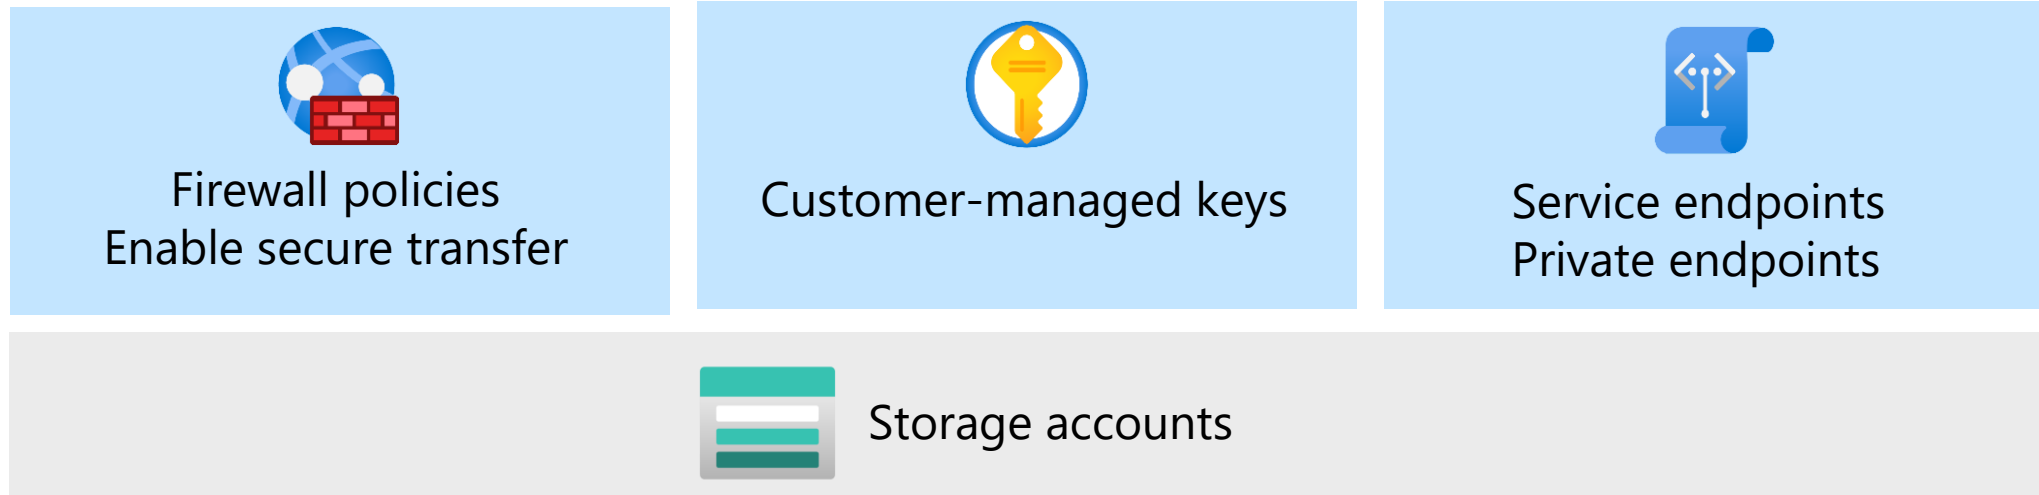 Firewall policies
Enable secure transfer
Customer-managed keys
Service endpoints
Private endpoints
Storage accounts